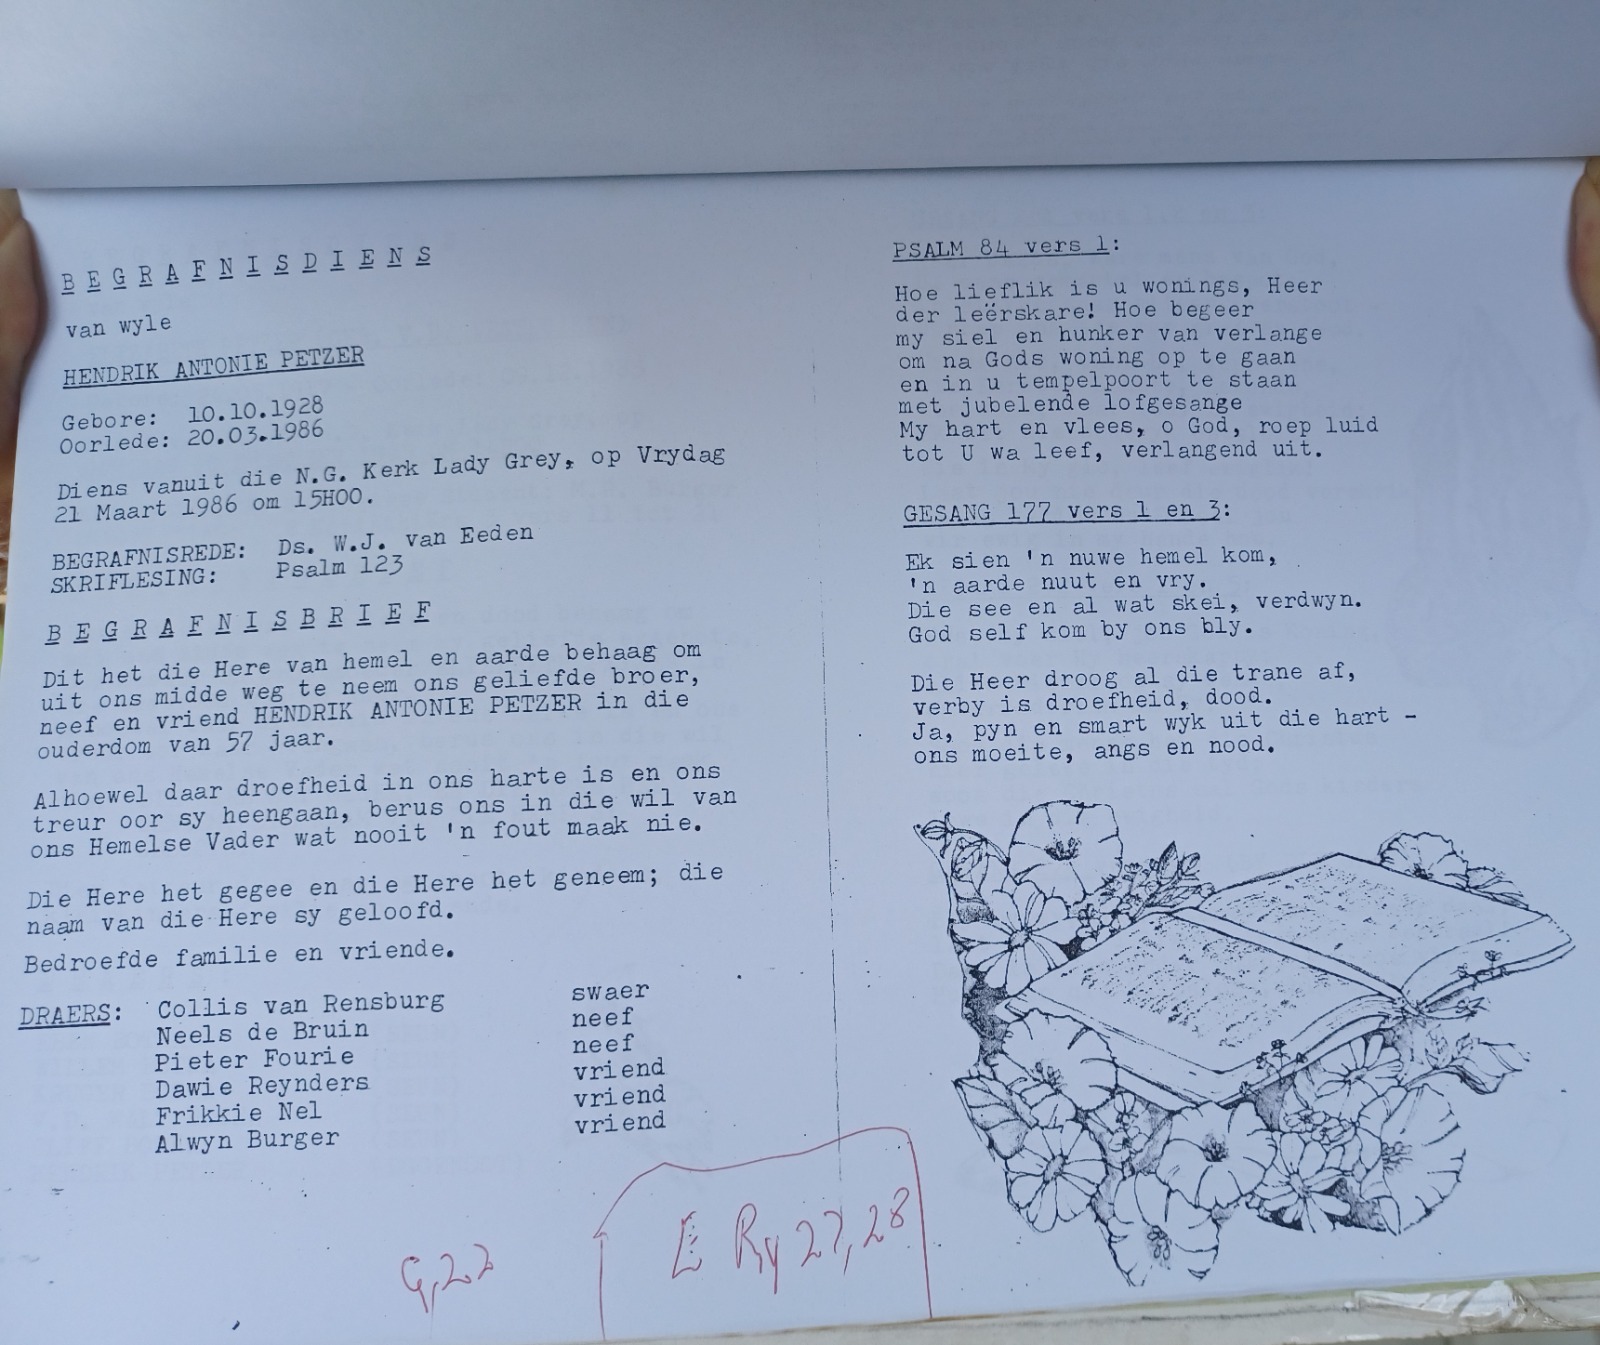 BEGRAFNISDIENS
van wyle
HENDRIK ANTONIE PETZER
Gebore: 10.10.1928
Oorlede: 20.03.1986
Diens vanuit die N.G. Kerk Lady Grey, op Vrydag
21 Maart 1986 om 15H00.
BEGRAFNISREDE: Ds. W.J. van Eeden
SKRIFLESING: Psalm 123
BEGRAFNISBRIEF
Dit het die Here van hemel en aarde behaag om
uit ons midde weg te neem ons geliefde broer,
neef en vriend HENDRIK ANTONIE PETZER in die
ouderdom van 57 jaar.
Alhoewel daar droefheid in ons harte is en ons
treur oor sy heengaan, berus ons in die wil van
ons Hemelse Vader wat nooit 'n fout maak nie.
Die Here het gegee en die Here het geneem; die
naam van die Here sy geloofd.
Bedroefde familie en vriende.
DRAERS: Collis van Rensburg swaer
Neels de Bruin neef
Pieter Fourie neef
Dawie Reynders vriend
Frikkie Nel vriend
Alwyn Burger vriend
G,22
E Ry 27,28
PSALM 84 vers 1:
Hoe lieflik is u wonings, Heer
der leërskare! Hoe begeer
my siel en hunker van verlange
om na Gods woning op te gaan
en in u tempelpoort te staan
met jubelende lofgesange
My hart en vlees, o God, roep luid
tot U wa leef, verlangend uit.
GESANG 177 vers 1 en 3:
Ek sien 'n nuwe hemel kom,
'n aarde nuut en vry.
Die see en al wat skei, verdwyn.
God self kom by ons bly.
Die Heer droog al die trane af,
verby is droefheid, dood.
Ja, pyn en smart wyk uit die hart -
ons moeite, angs en nood.